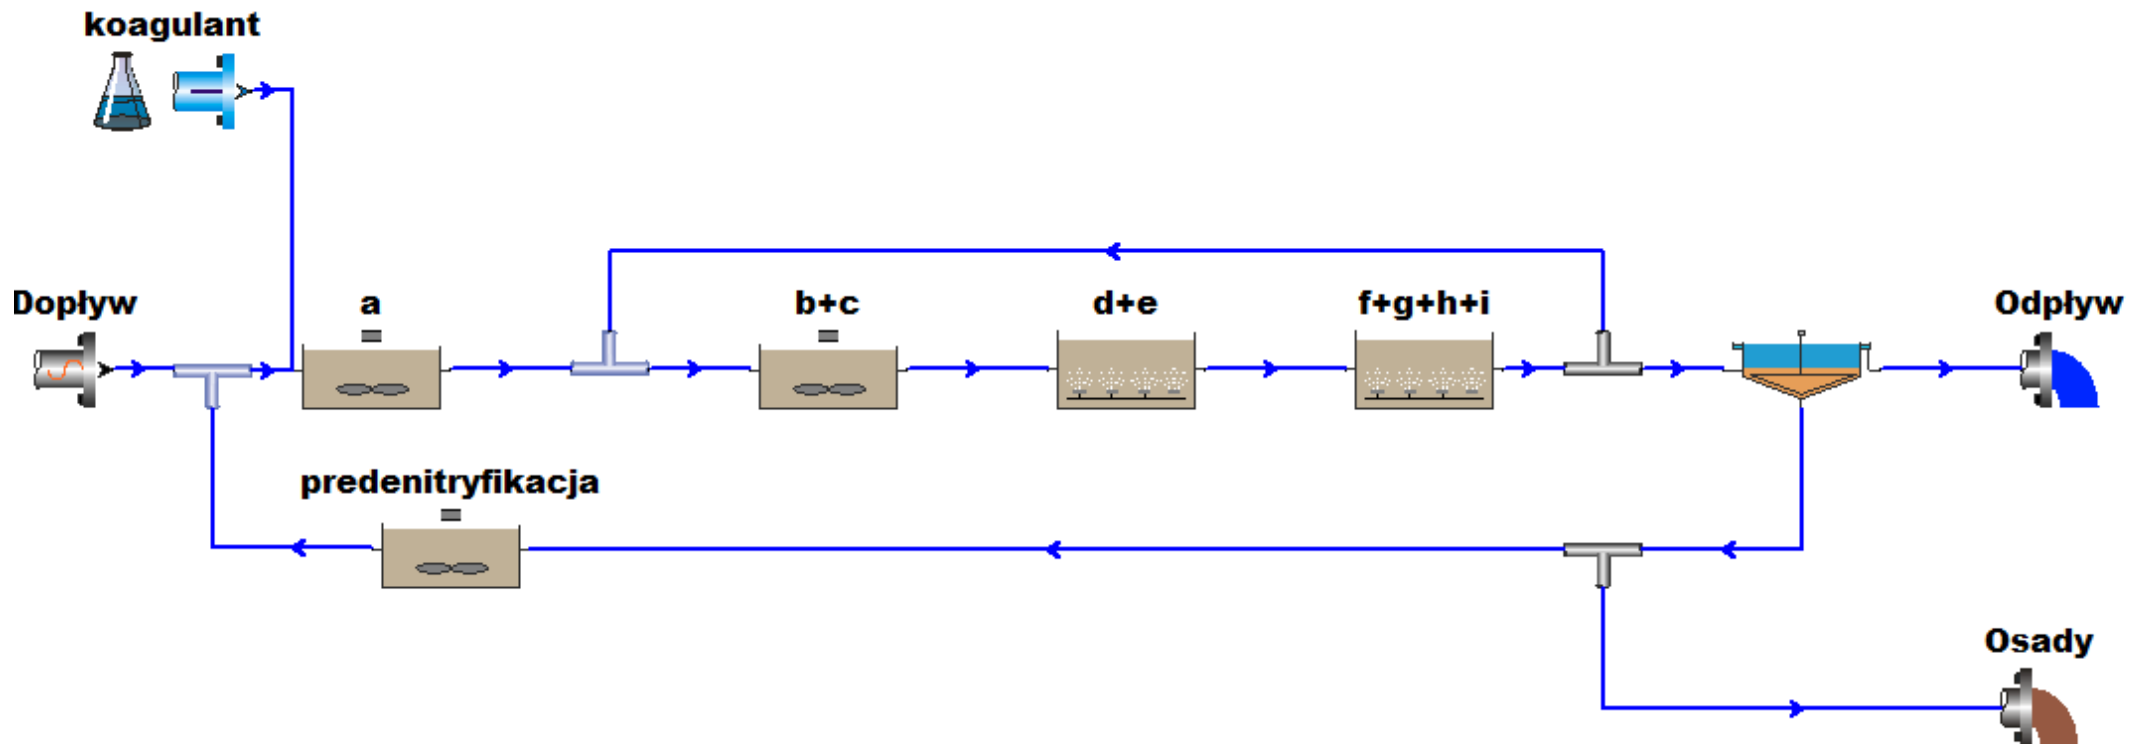 koagulant
Dopływ
a
b+c
d+e
f+g+h+i
Odpływ
predenitryfikacja
Osady